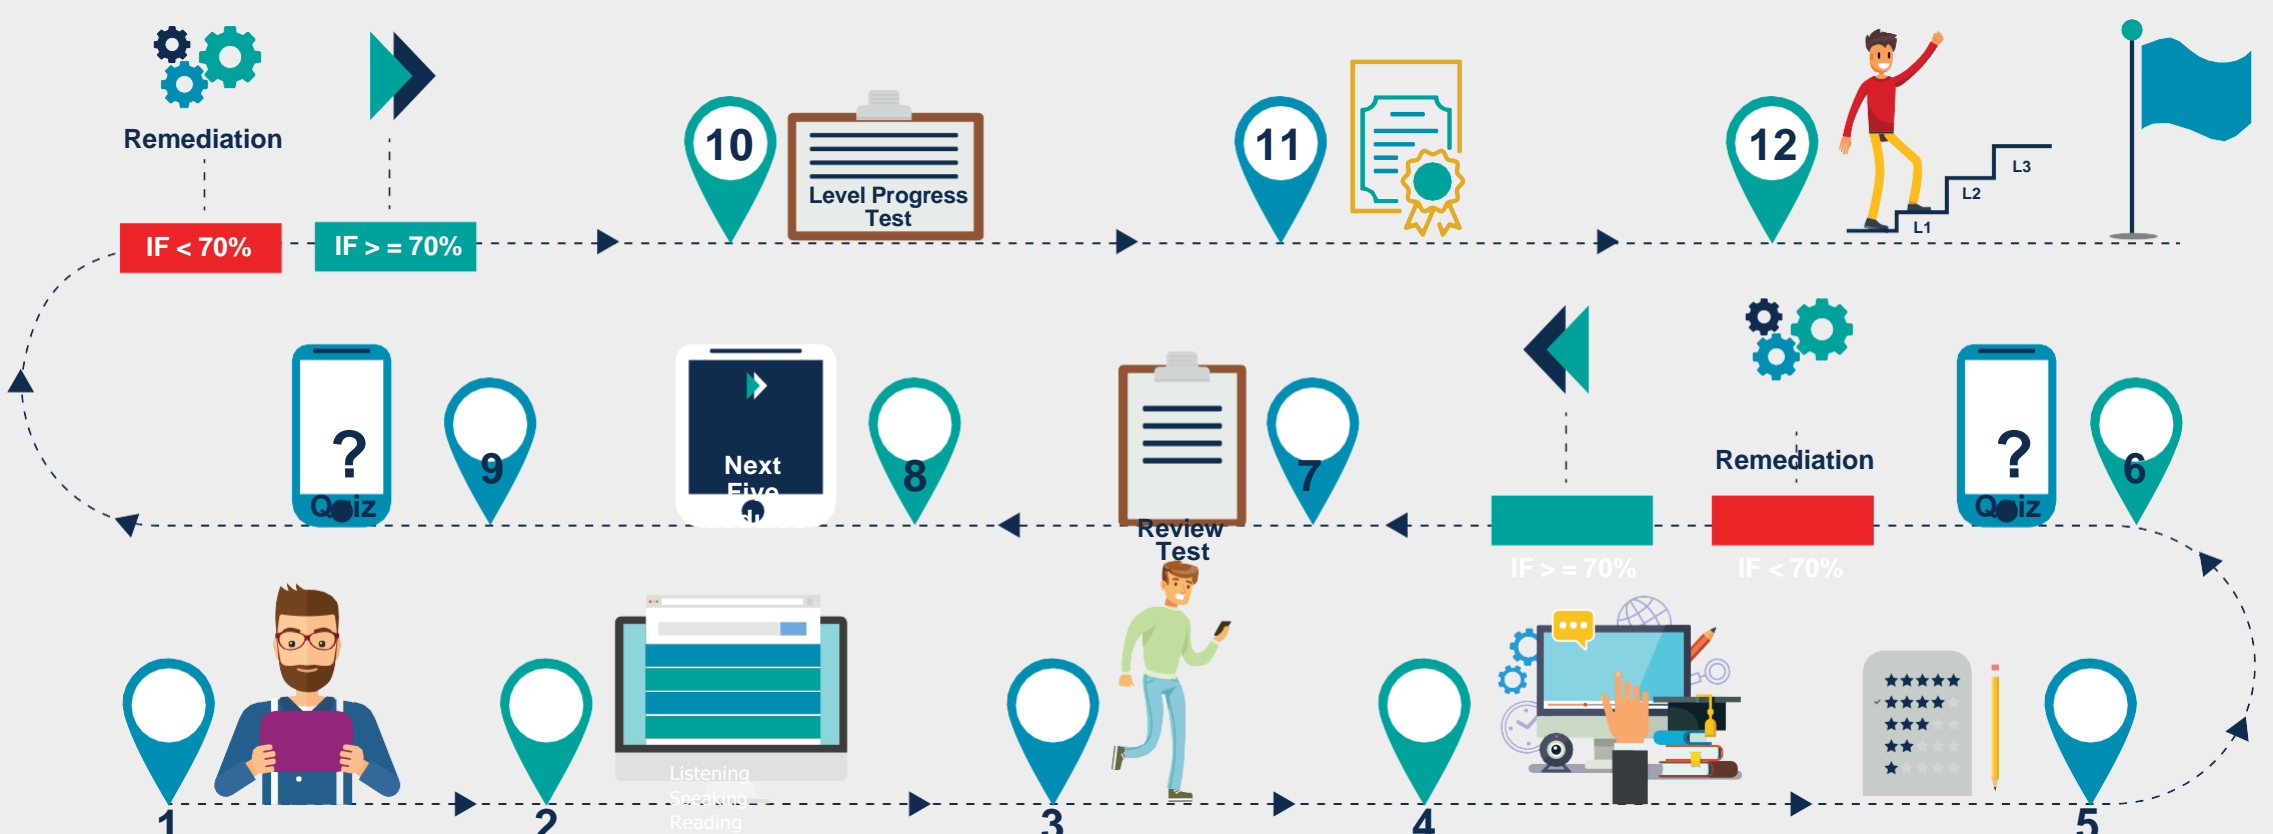 Remediation
IF < 70%
IF > = 70%
10
Level Progress
Test
11
12
L1
L2
L3
?
Quiz
9
Next
Five
8
7
Review
Test
IF > = 70%
Remediation
IF < 70%
?
Quiz
6
1
2
Listening
Speaking
Reading
3
4
5